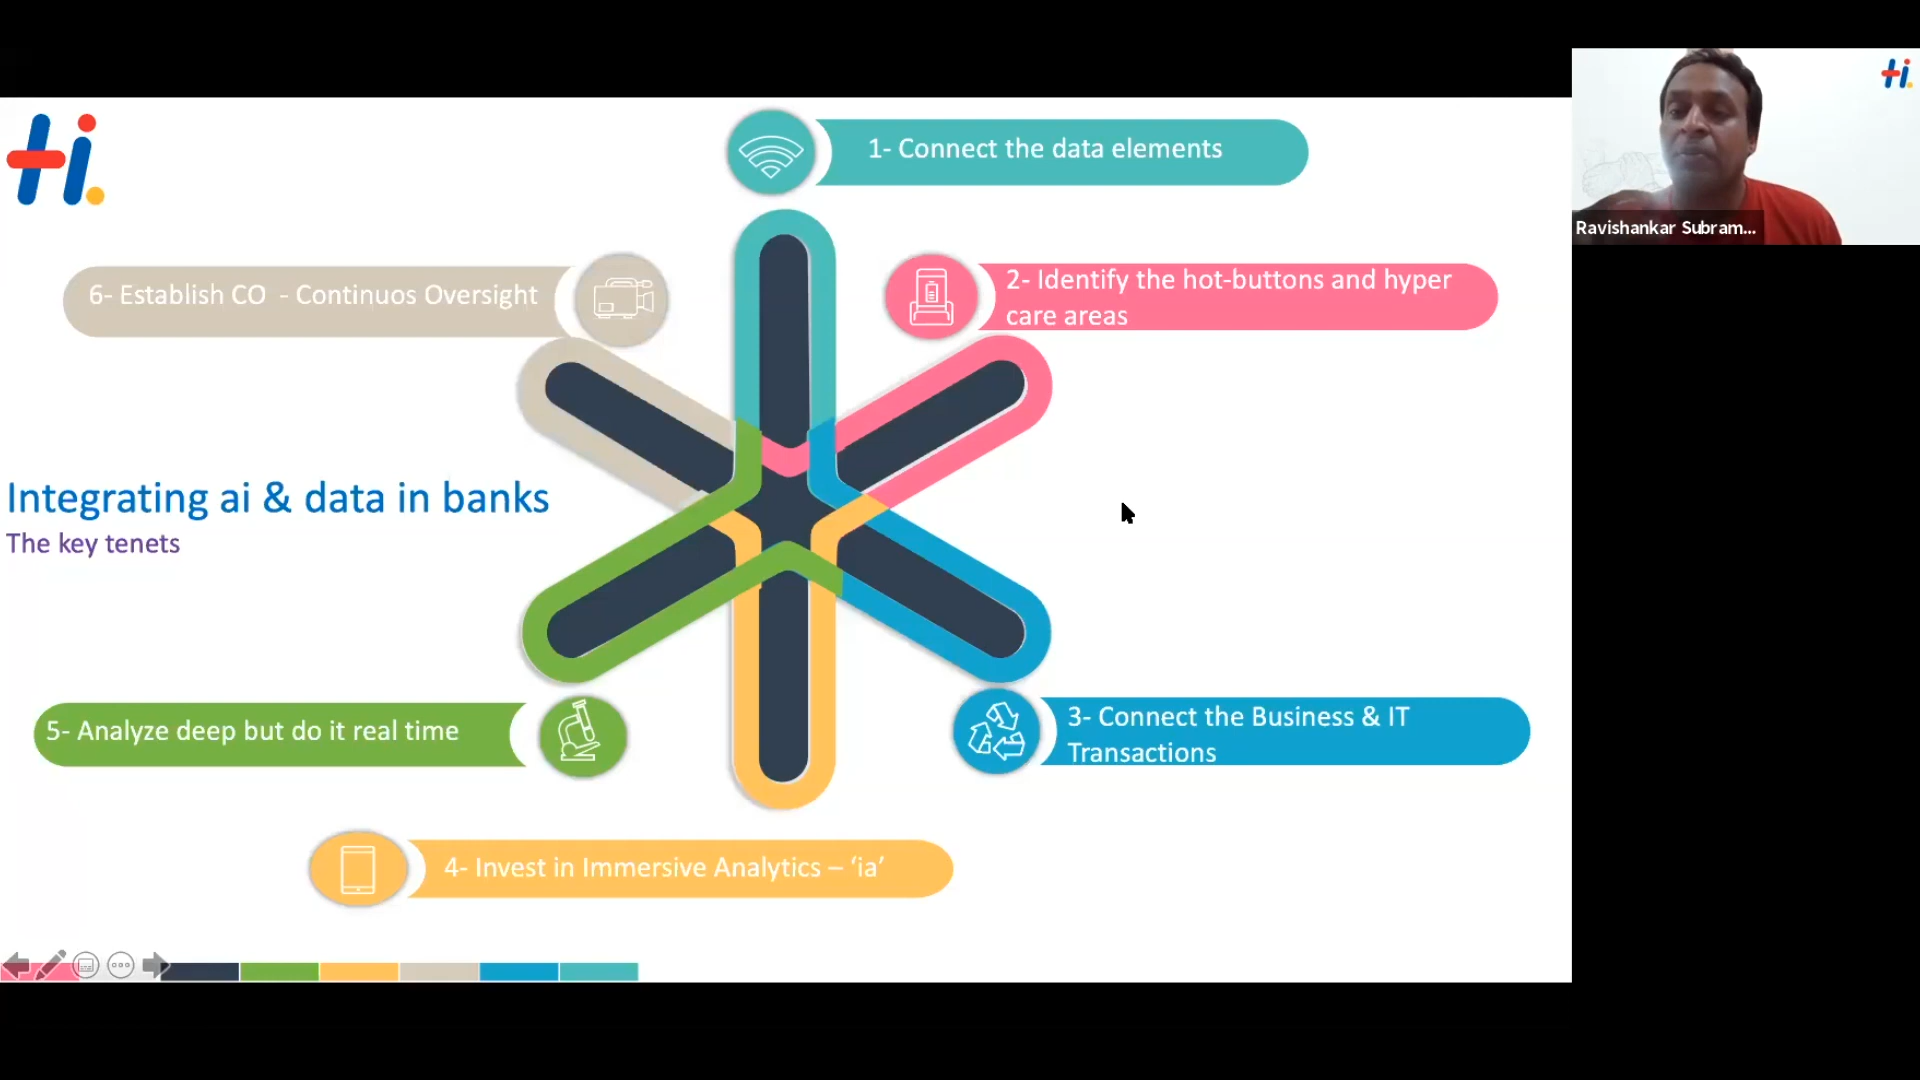 Hi.
1- Connect the data elements
Hi.
Ravishankar Subram...
6- Establish CO - Continuos Oversight
2- Identify the hot-buttons and hyper
care areas
Integrating ai & data in banks
The key tenets
5- Analyze deep but do it real time
3- Connect the Business & IT
Transactions
4- Invest in Immersive Analytics – ‘ia’